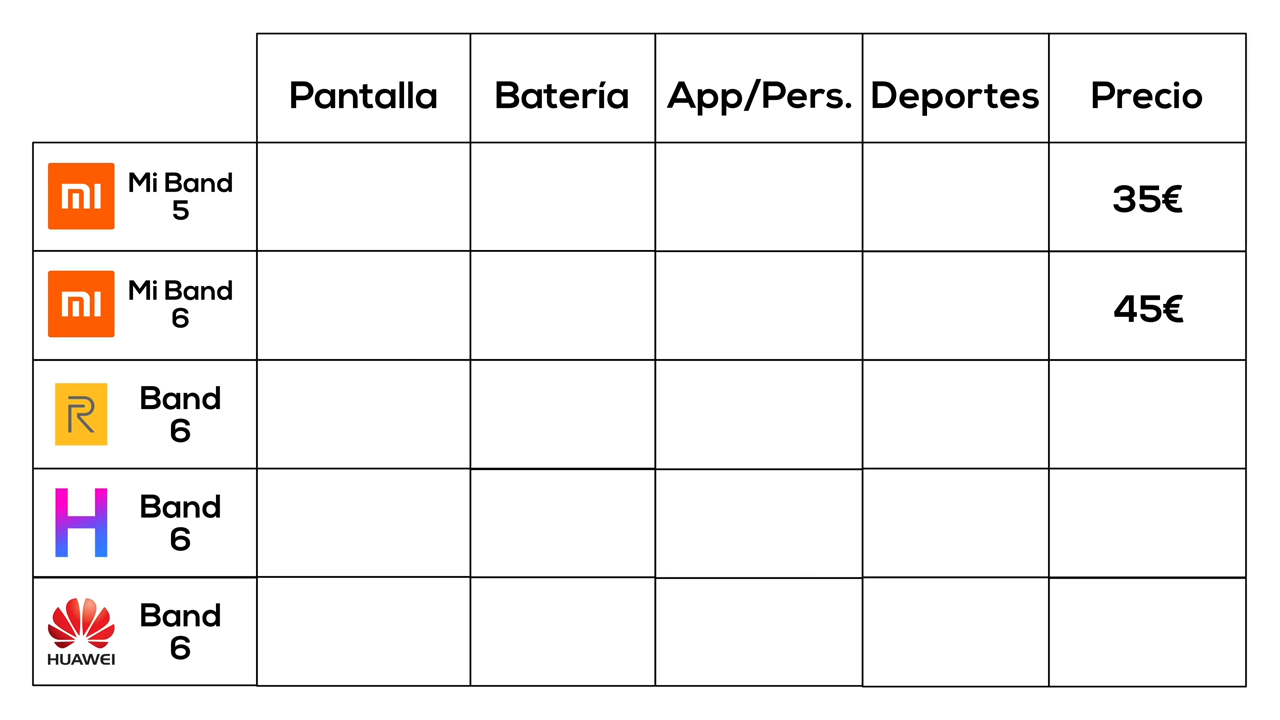 Pantalla Batería App/Pers. Deportes Precio
mi Mi Band
5
35€
mi Mi Band
6
45€
R Band
6
H Band
6
HUAWEI Band
6